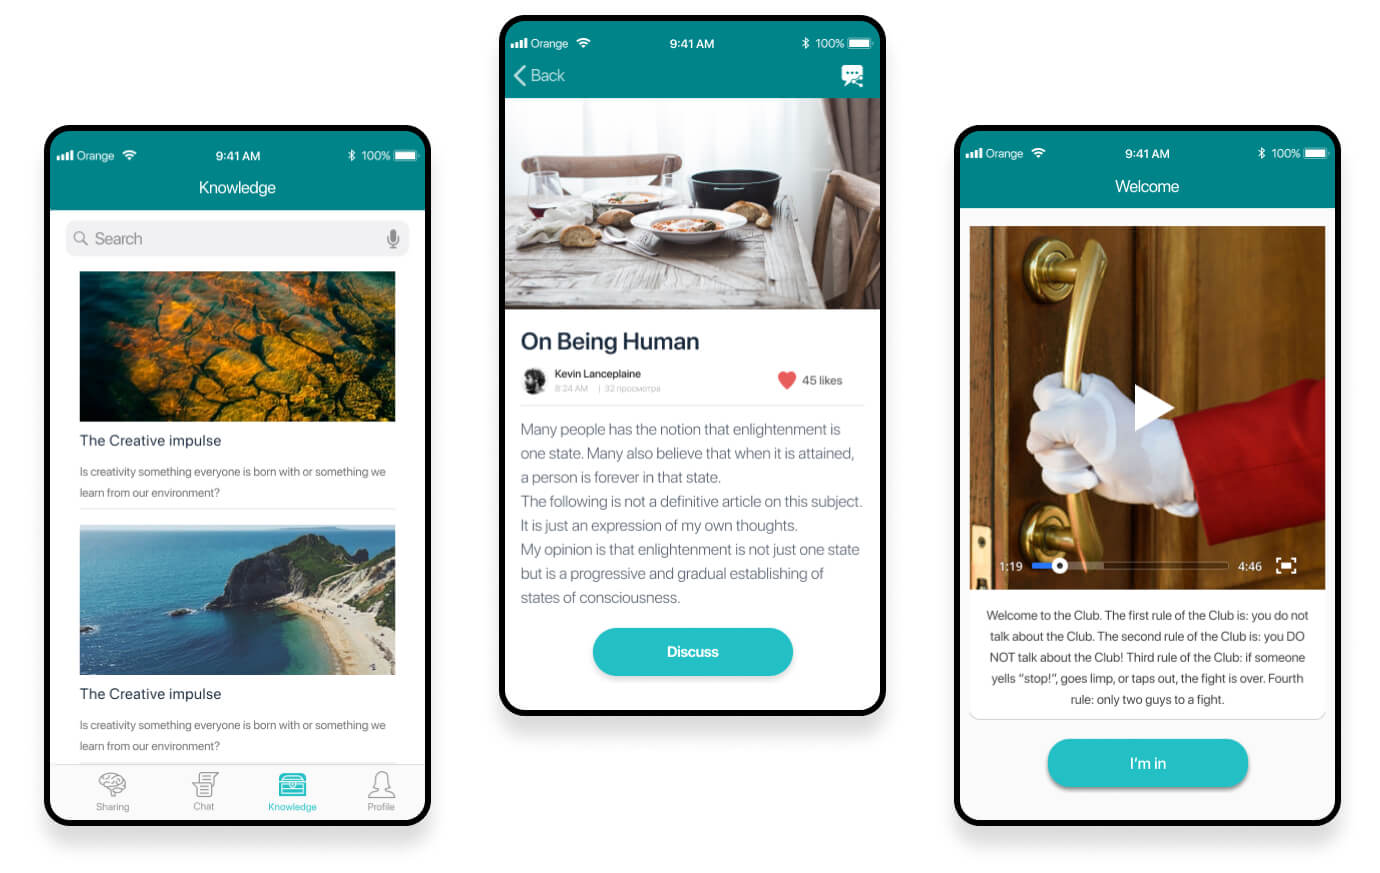 Orange
9:41 AM
100%
Knowledge
Search
The Creative impulse
Is creativity something everyone is born with or something we
learn from our environment?
The Creative impulse
Is creativity something everyone is born with or something we
learn from our environment?
Sharing
Chat
Knowledge
Profile
Orange
9:41 AM
100%
Back
On Being Human
Kevin Lanceplaine
8:24 AM | 32 просмотра
45 likes
Many people has the notion that enlightenment is
one state. Many also believe that when it is attained,
a person is forever in that state.
The following is not a definitive article on this subject.
It is just an expression of my own thoughts.
My opinion is that enlightenment is not just one state
but is a progressive and gradual establishing of
states of consciousness.
Discuss
Orange
9:41 AM
100%
Welcome
1:19
4:46
Welcome to the Club. The first rule of the Club is: you do not
talk about the Club. The second rule of the Club is: you DO
NOT talk about the Club! Third rule of the Club: if someone
yells “stop!”, goes limp, or taps out, the fight is over. Fourth
rule: only two guys to a fight.
I’m in